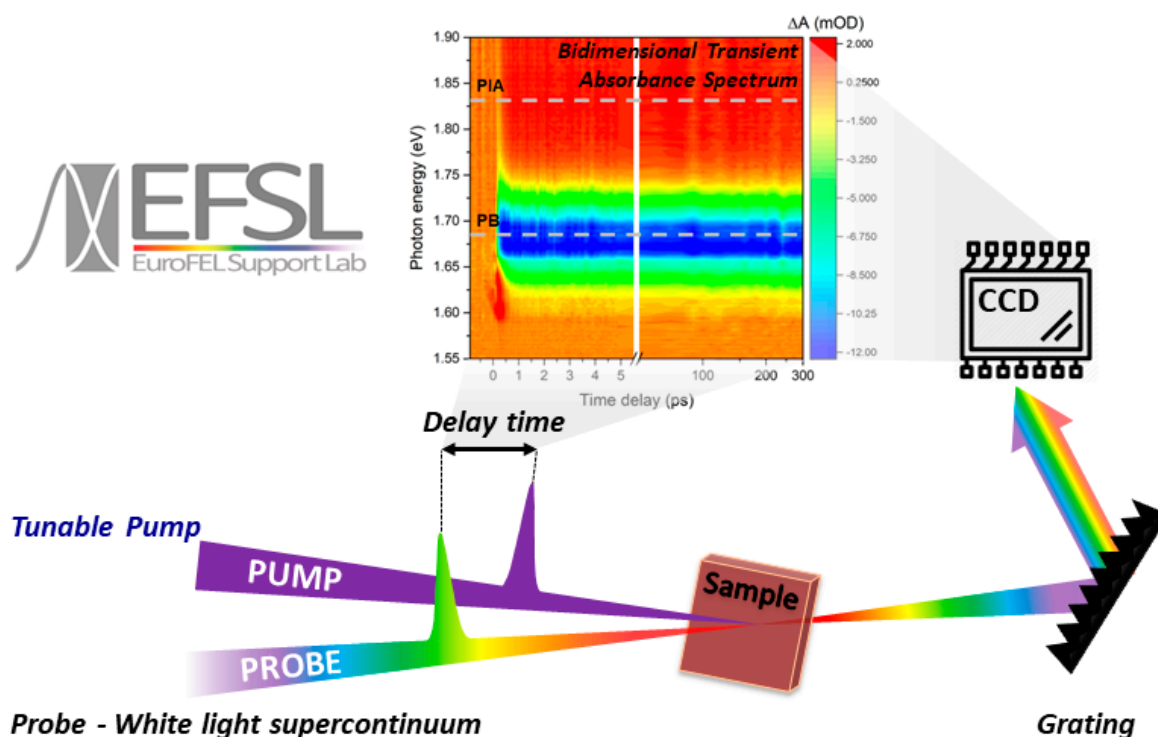 ΔA (mOD)
1.90
1.85
1.80
1.75
1.70
1.65
1.60
1.55
Photon energy (eV)
Bidimensional Transient
Absorbance Spectrum
PIA
PB
2.000
0.2500
-1.500
-3.250
-5.000
-6.750
-8.500
-10.25
-12.00
0 1 2 3 4 5 100 200 300
Time delay (ps)
EFSL
EuroFEL Support Lab
CCD
Delay time
Tunable Pump
PUMP
Sample
PROBE
Probe - White light supercontinuum
Grating